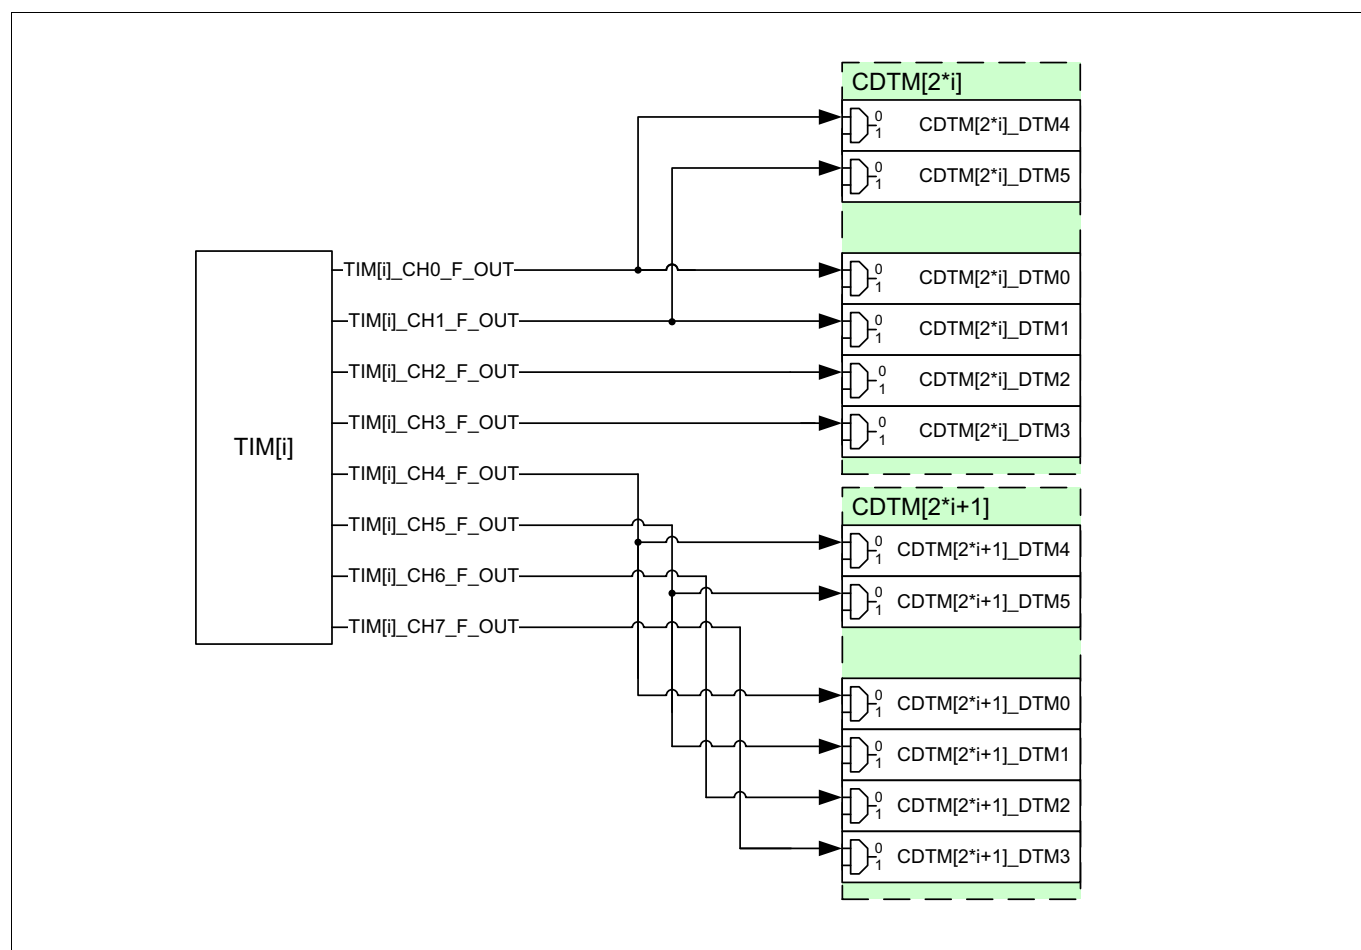 CDTM[2*i]
0
1
CDTM[2*i]_DTM4
0
1
CDTM[2*i]_DTM5
TIM[i]_CH0_F_OUT
0
1
CDTM[2*i]_DTM0
TIM[i]_CH1_F_OUT
0
1
CDTM[2*i]_DTM1
TIM[i]_CH2_F_OUT
0
1
CDTM[2*i]_DTM2
TIM[i]_CH3_F_OUT
0
1
CDTM[2*i]_DTM3
TIM[i]
TIM[i]_CH4_F_OUT
CDTM[2*i+1]
TIM[i]_CH5_F_OUT
0
1
CDTM[2*i+1]_DTM4
TIM[i]_CH6_F_OUT
0
1
CDTM[2*i+1]_DTM5
TIM[i]_CH7_F_OUT
0
1
CDTM[2*i+1]_DTM0
0
1
CDTM[2*i+1]_DTM1
0
1
CDTM[2*i+1]_DTM2
0
1
CDTM[2*i+1]_DTM3